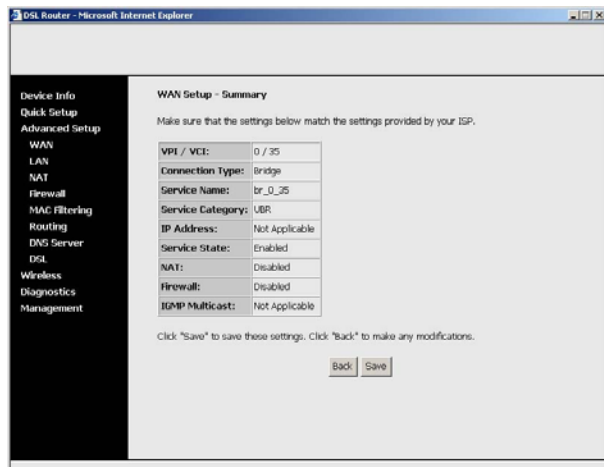 DSL Router - Microsoft Internet Explorer
Device Info
Quick Setup
Advanced Setup
WAN
LAN
NAT
Firewall
MAC Filtering
Routing
DNS Server
DSL
Wireless
Diagnostics
Management
WAN Setup - Summary
Make sure that the settings below match the settings provided by your ISP.
VPI / VCI: 0 / 35
Connection Type: Bridge
Service Name: br_0_35
Service Category: UBR
IP Address: Not Applicable
Service State: Enabled
NAT: Disabled
Firewall: Disabled
IGMP Multicast: Not Applicable
Click "Save" to save these settings. Click "Back" to make any modifications.
Back Save